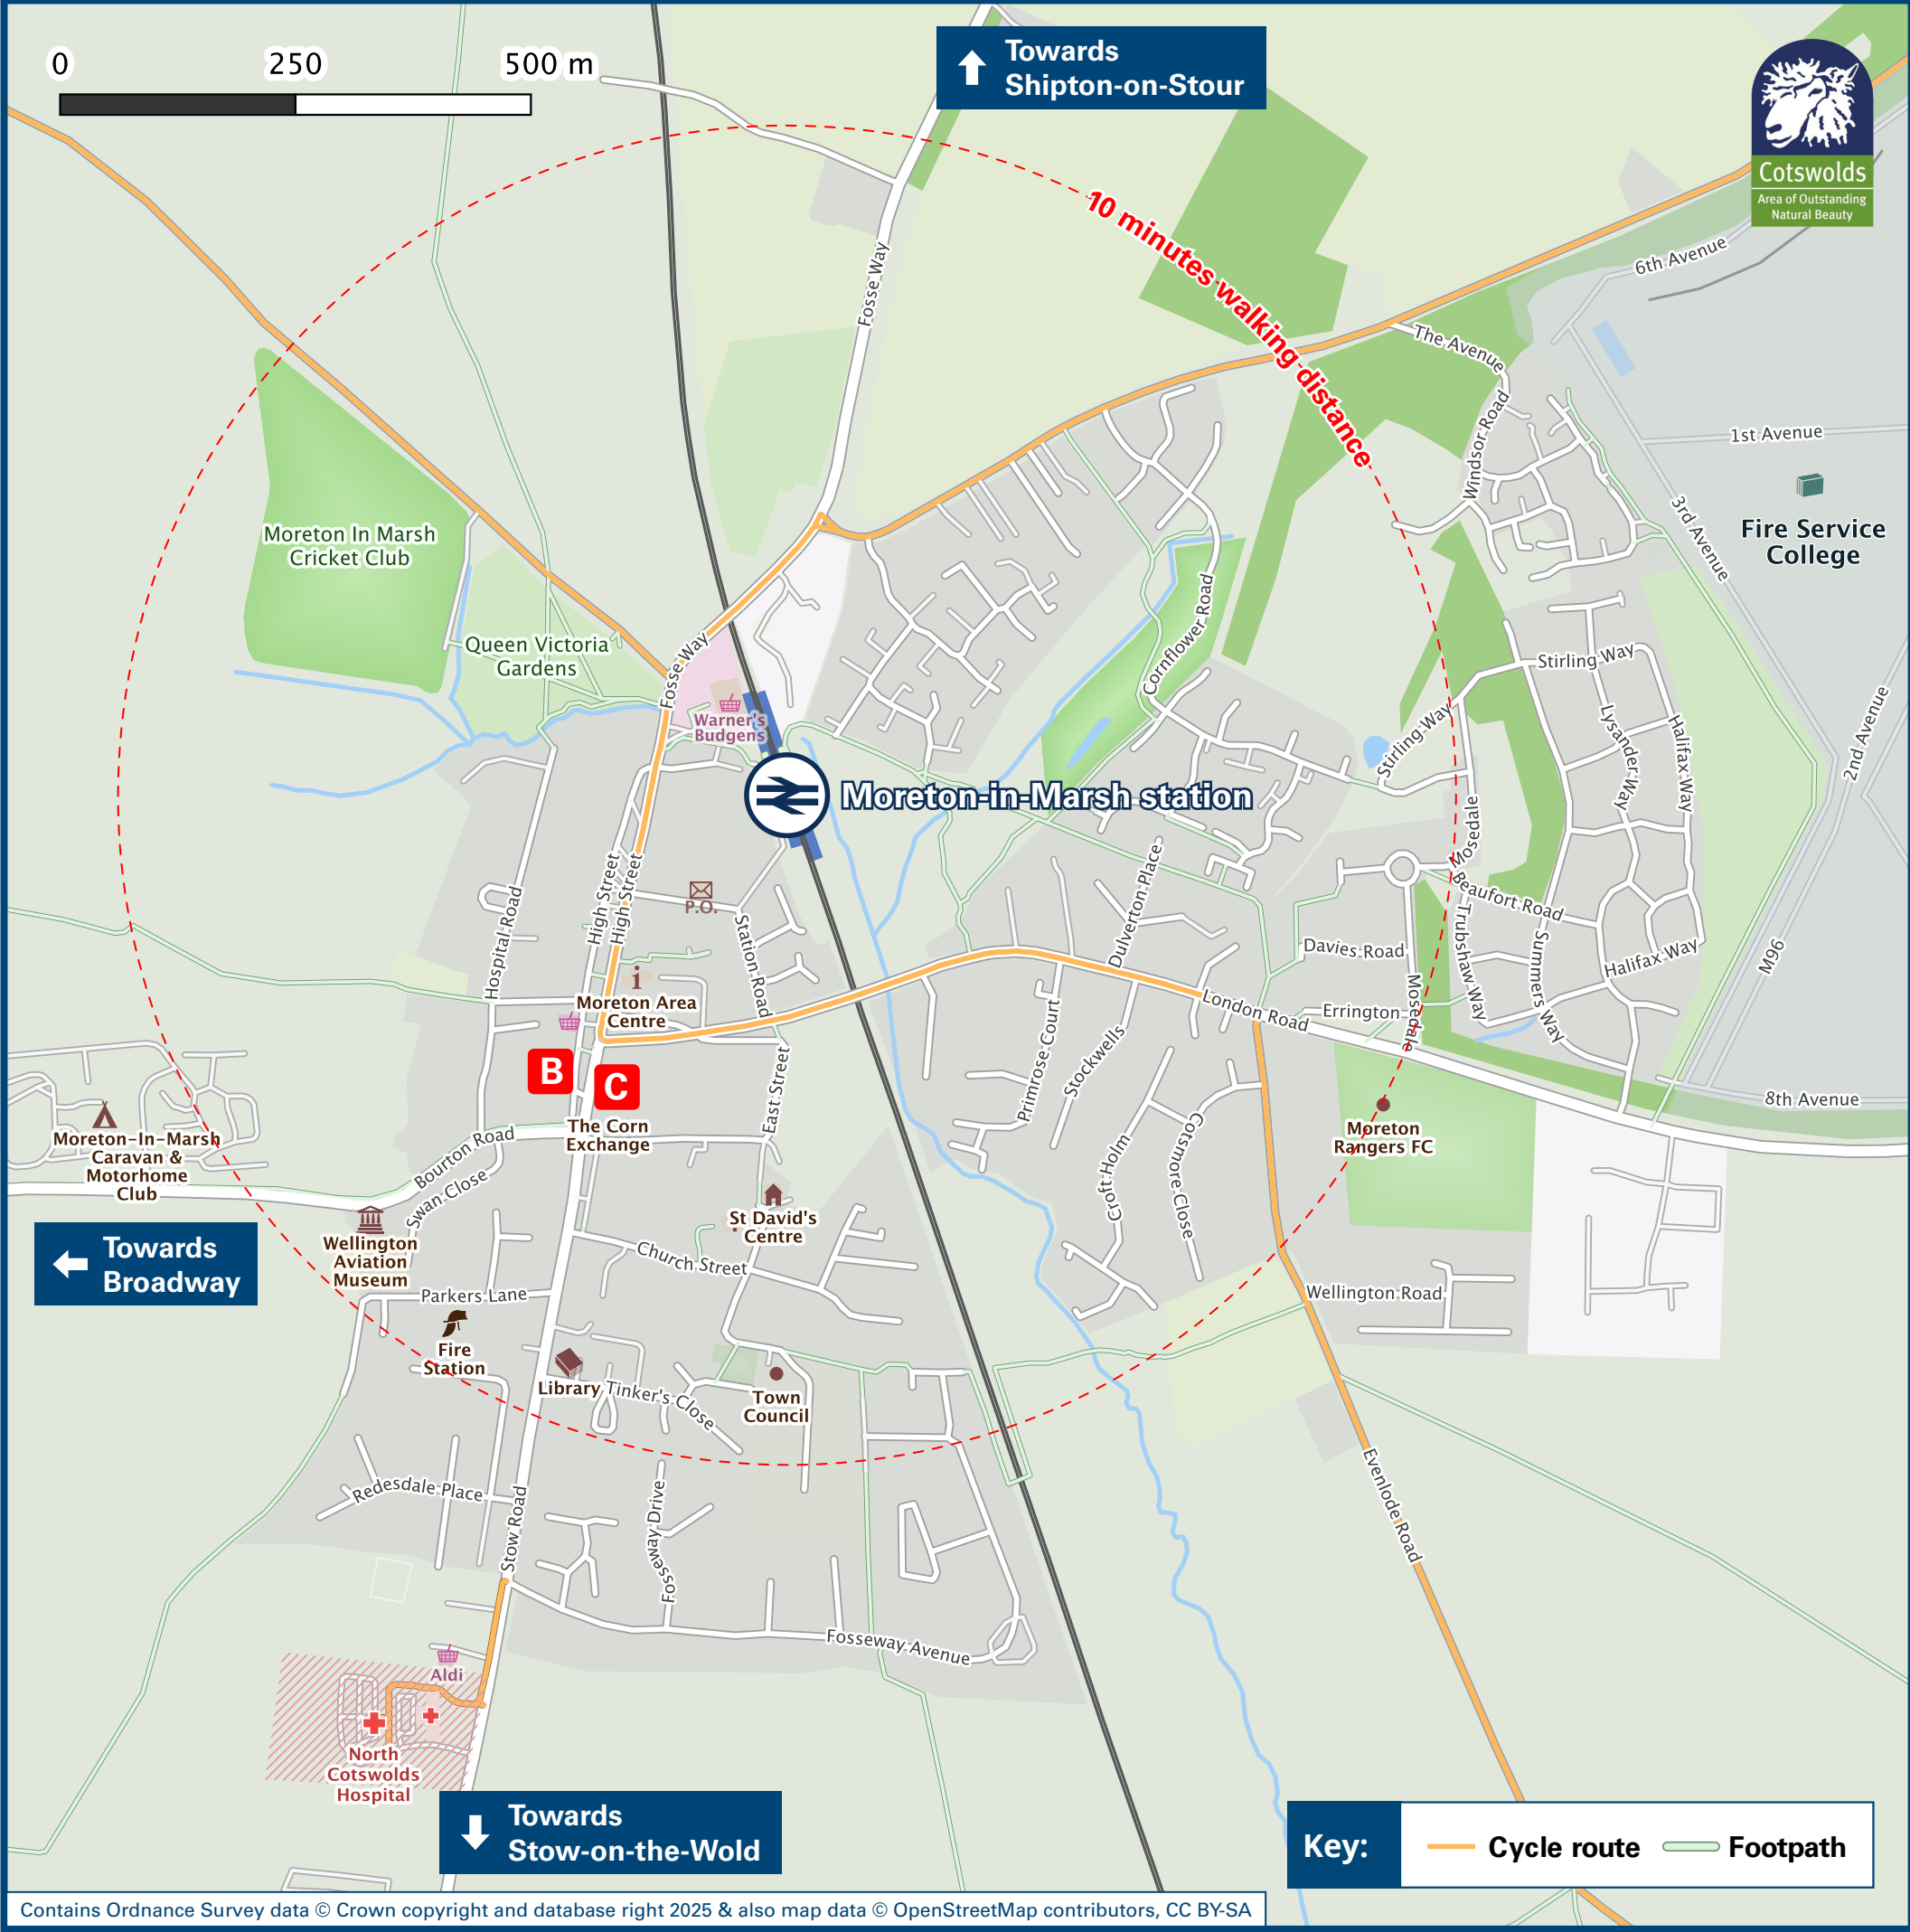 0 250 500 m
Towards
Shipton-on-Stour
Cotswolds
Area of Outstanding
Natural Beauty
10 minutes walking distance
6th Avenue
Fosse Way
The Avenue
Windsor Road
1st Avenue
3rd Avenue
Fire Service
College
Moreton In Marsh
Cricket Club
Queen Victoria
Gardens
Fosse Way
Cornflower Road
Stirling Way
Warner's
Budgens
Stirling Way
Lysander Way
Halifax Way
2nd Avenue
Moreton-in-Marsh station
Mosedale
High Street
High Street
P.O.
Dulverton Place
Beaufort Road
Hospital Road
Station Road
Davies Road
Trubshaw Way
Summers Way
Halifax Way
M96
i
Moreton Area
Centre
London Road
Errington
Mosedale
B
C
East Street
Primrose Court
Stockwells
8th Avenue
Moreton-In-Marsh
Caravan &
Motorhome
Club
Bourton Road
The Corn
Exchange
Moreton
Rangers FC
Swan Close
Croft Holm
Cotsmore Close
Towards
Broadway
Wellington
Aviation
Museum
St David's
Centre
Church Street
Parkers Lane
Wellington Road
Fire
Station
Library
Tinker's Close
Town
Council
Redesdale Place
Stow Road
Fosseway Drive
Evenlode Road
Fosseway Avenue
Aldi
North
Cotswolds
Hospital
Towards
Stow-on-the-Wold
Key: Cycle route Footpath
Contains Ordnance Survey data © Crown copyright and database right 2025 & also map data © OpenStreetMap contributors, CC BY-SA